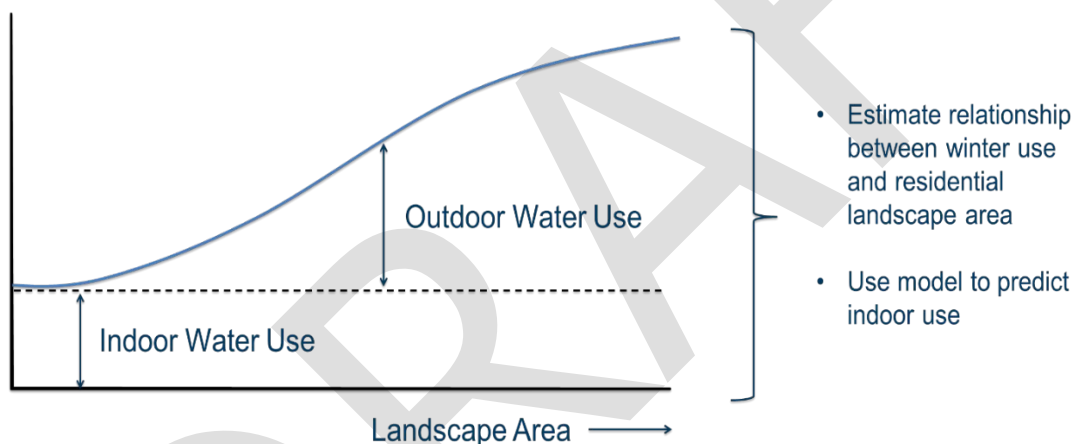 • Estimate relationship
between winter use
and residential
landscape area
• Use model to predict
indoor use
Outdoor Water Use
Indoor Water Use
Landscape Area